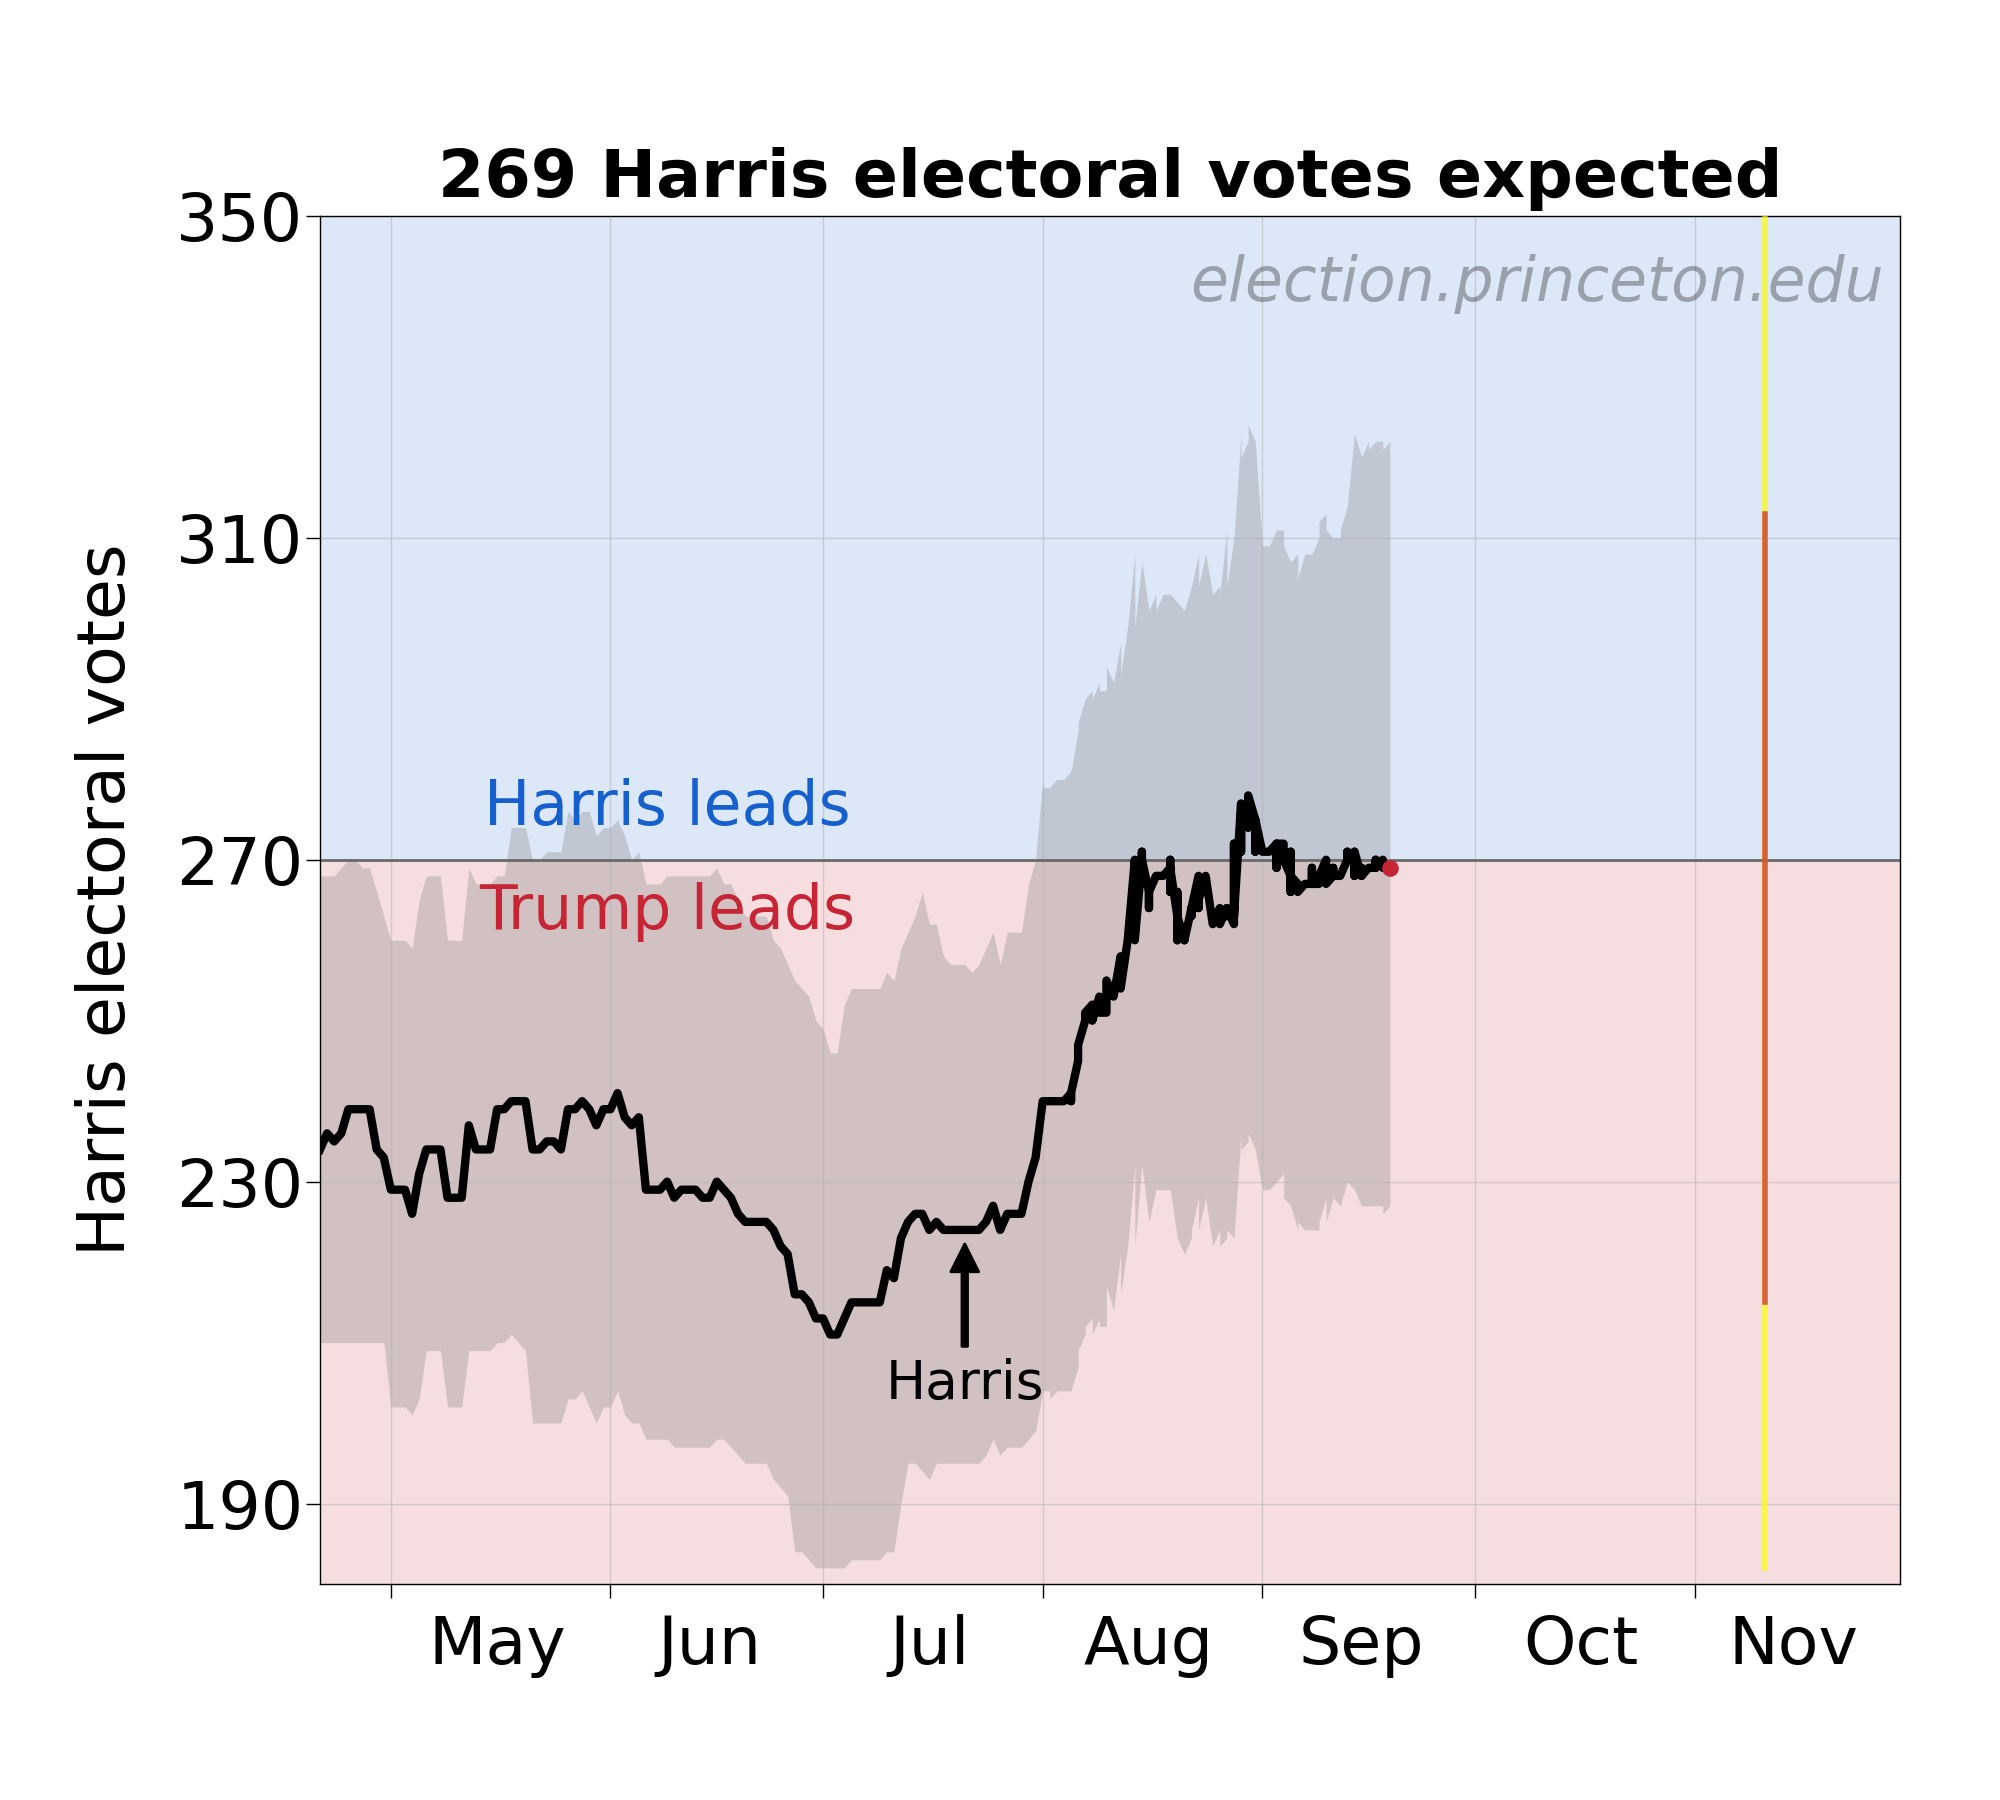 269 Harris electoral votes expected
350
election.princeton.edu
310
Harris electoral votes
Harris leads
270
Trump leads
230
Harris
190
May Jun Jul Aug Sep Oct Nov